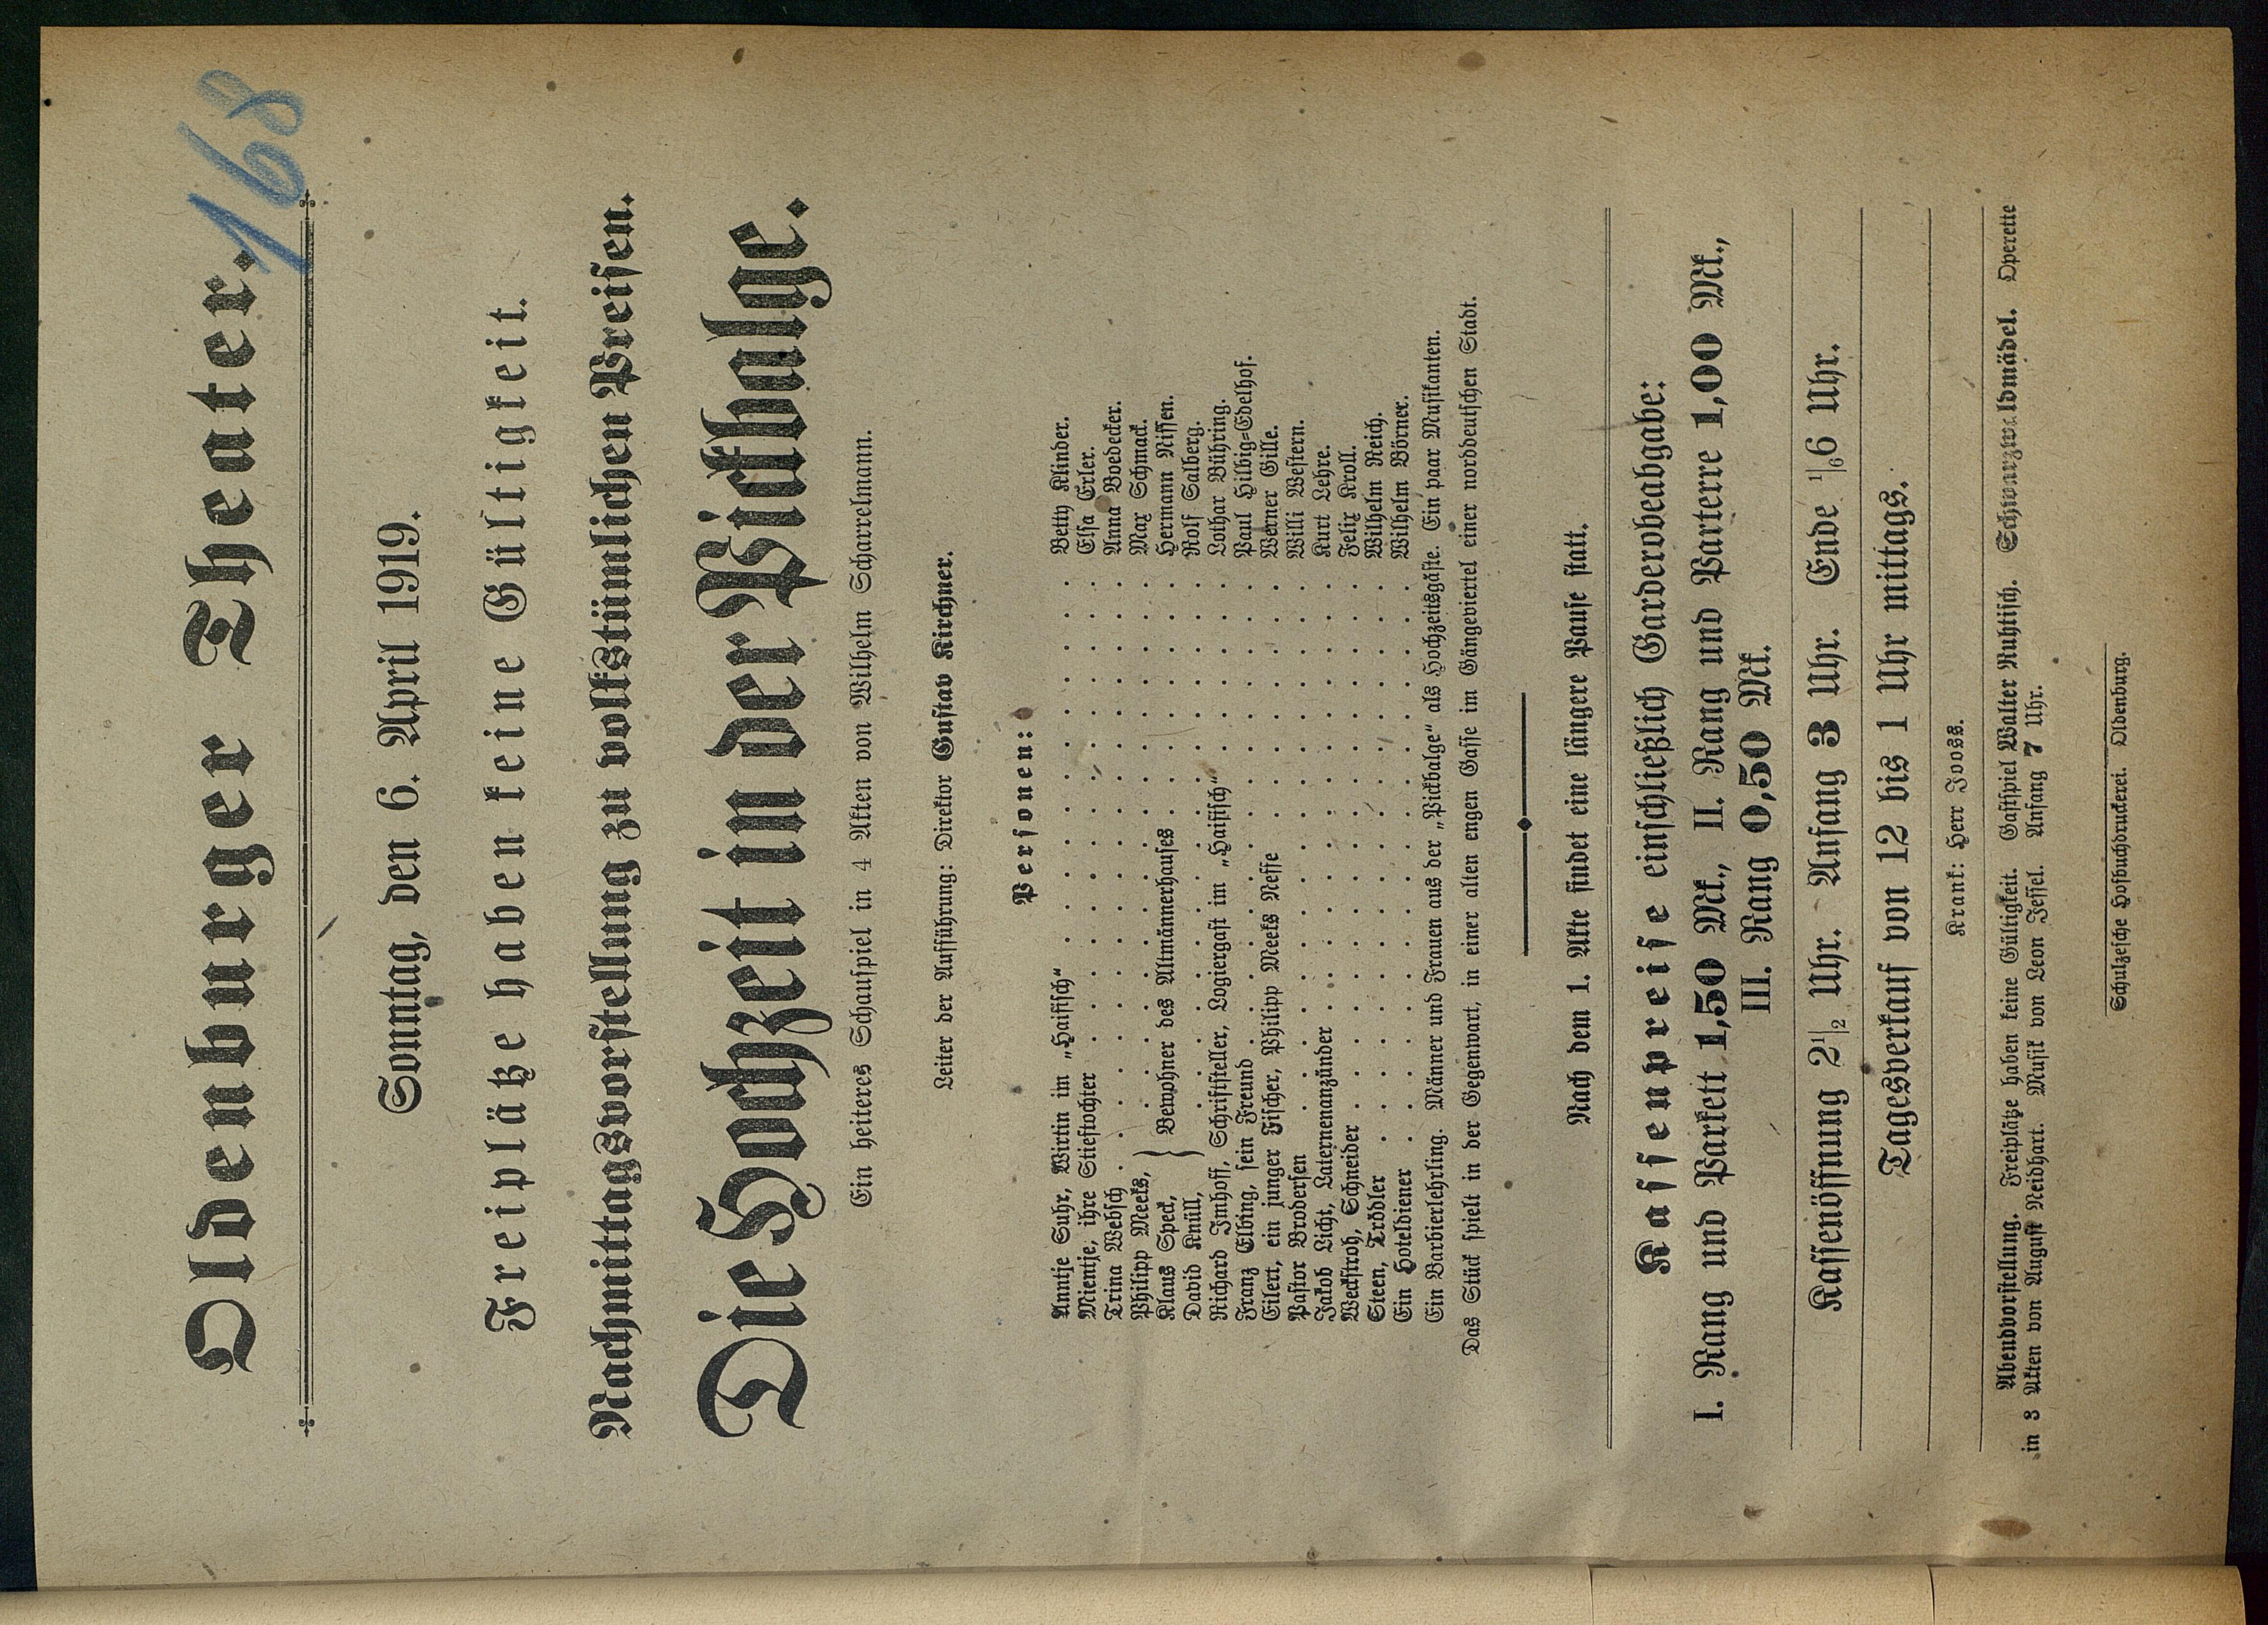 168
Oldenburger Theater.
Sonntag, den 6. April 1919.
Freiplätze haben keine Gültigkeit.
Nachmittagsvorstellung zu volkstümlichen Preisen.
Die Hochzeit in der Pickbalge.
Ein heiteres Schauspiel in 4 Akten von Wilhelm Scharrelmann.
Leiter der Aufführung: Direktor Gustav Kirchner.
Personen:
Anntje Suhr, Wirtin im „Haifisch“ . . . . Betty Klinder.
Mientje, ihre Stieftochter . . . . Elsa Erler.
Trina Websch . . . . Anna Boedecker.
Philipp Meeks, } Bewohner des Altmännerhauses . . . . Max Schmack.
Klaus Speck, . . . . Hermann Nissen.
David Knüll, . . . . Rolf Salberg.
Richard Imhoff, Schriftsteller, Logiergast im „Haifisch“ . . . . Lothar Bühring.
Franz Elbing, sein Freund . . . . Paul Hilbig-Edelhof.
Eilert, ein junger Fischer, Philipp Meeks Neffe . . . . Werner Gille.
Pastor Brodersen . . . . Willi Western.
Jakob Licht, Laternenanzünder . . . . Kurt Lehre.
Weckstroh, Schneider . . . . Felix Kroll.
Steen, Trödler . . . . Wilhelm Reich.
Ein Hoteldiener . . . . Wilhelm Börner.
Ein Barbierlehrling. Männer und Frauen aus der „Pickbalge“ als Hochzeitsgäste. Ein paar Musikanten.
Das Stück spielt in der Gegenwart, in einer alten engen Gasse im Gängeviertel einer norddeutschen Stadt.
Nach dem 1. Akte findet eine längere Pause statt.
Kassenpreise einschließlich Garderobeabgabe:
I. Rang und Parkett 1,50 Mk., II. Rang und Parterre 1,00 Mk.,
III. Rang 0,50 Mk.
Kassenöffnung 2 1/2 Uhr. Anfang 3 Uhr. Ende 1/6 6 Uhr.
Tagesverkauf von 12 bis 1 Uhr mittags.
Krank: Herr Jooss.
Abendvorstellung. Freiplätze haben keine Gültigkeit. Gastspiel Walter Ruhtisch. Schwarzwaldmädel. Operette
in 3 Akten von August Neidhart. Musik von Leon Jessel. Anfang 7 Uhr.
Schulzesche Hofbuchdruckerei. Oldenburg.